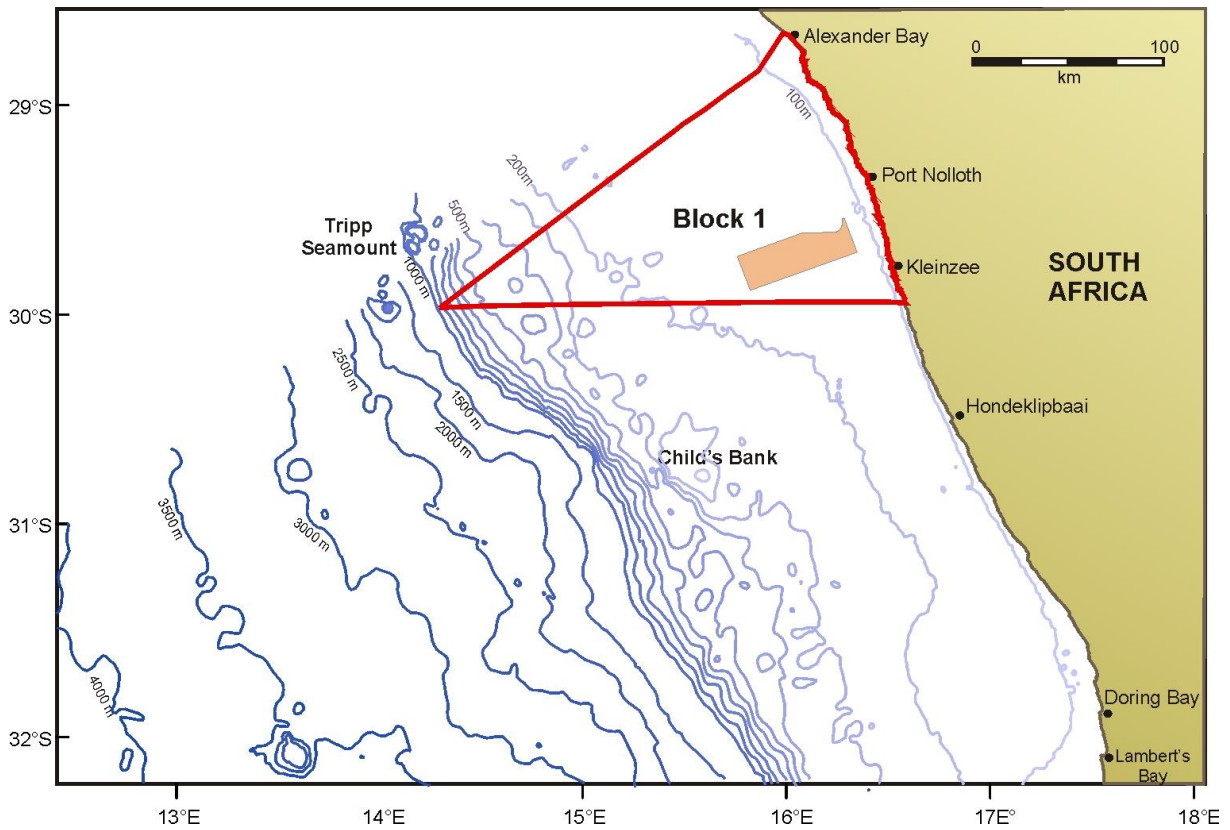 Alexander Bay
0 100
km
29°S
100m
200m
Port Nolloth
500m
Block 1
Tripp
Seamount
1000 m
Kleinzee
SOUTH
AFRICA
30°S
2500 m
1500 m
2000 m
Hondeklipbaai
Child's Bank
3500 m
3000 m
31°S
4000 m
Doring Bay
32°S
Lambert's
Bay
13°E 14°E 15°E 16°E 17E° 18°E